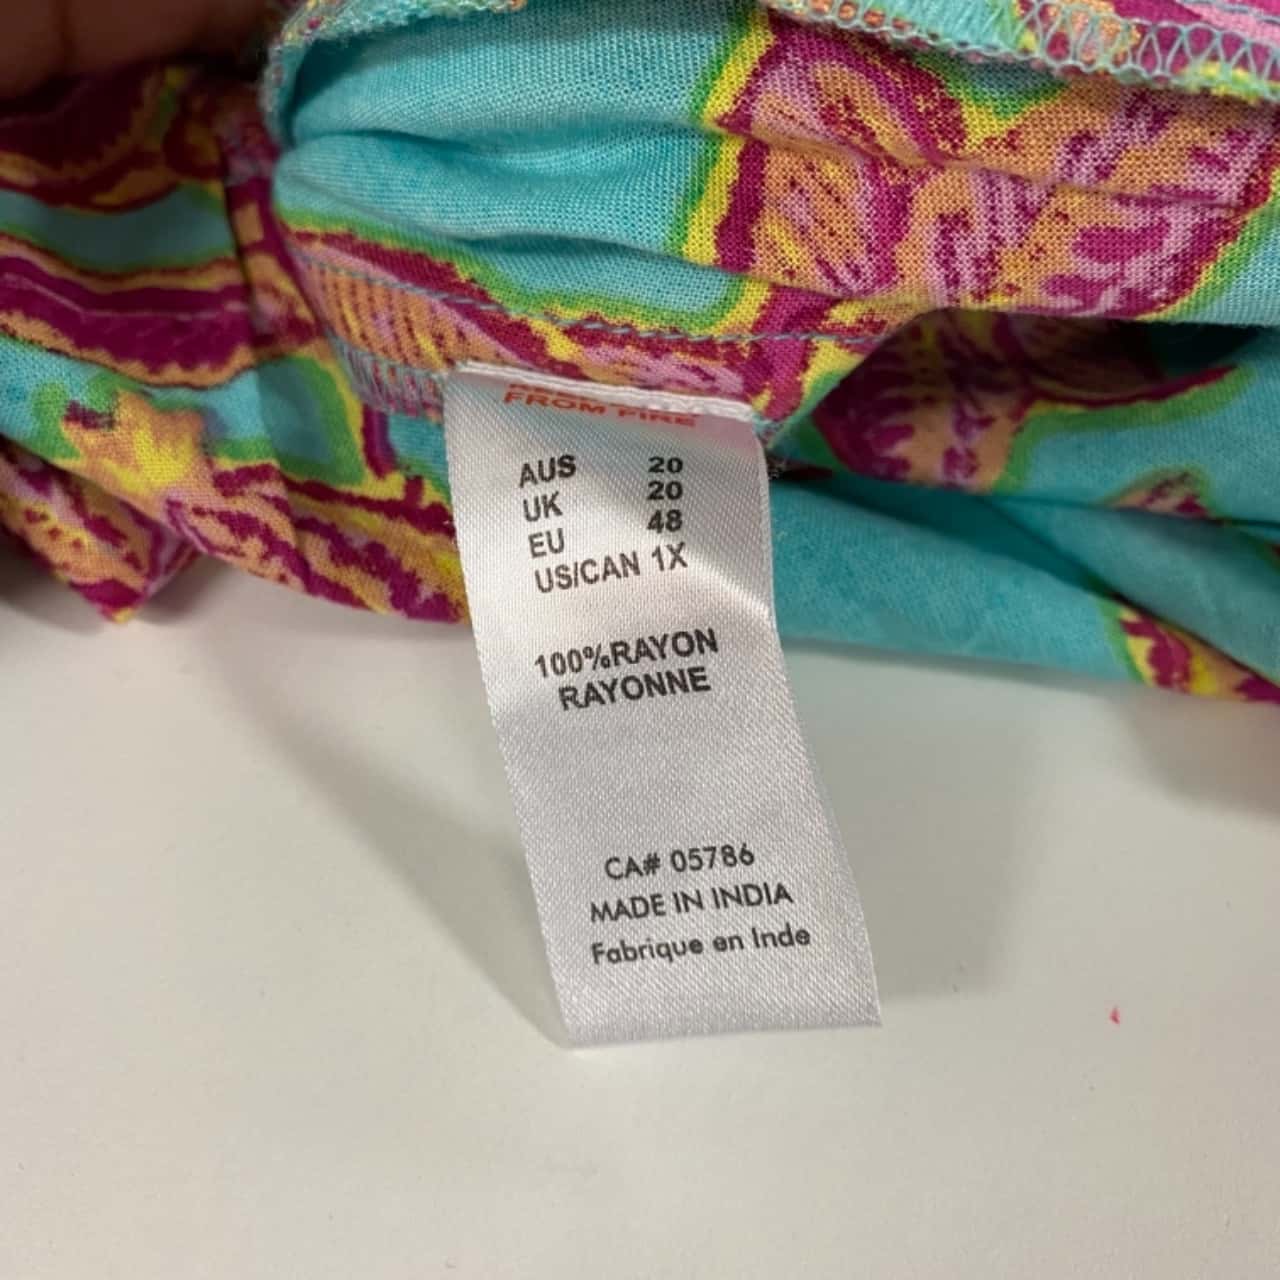 FROM FIRE
AUS 20
UK 20
EU 48
US/CAN 1X
100%RAYON
RAYONNE
CA# 05786
MADE IN INDIA
Fabriqué en Inde